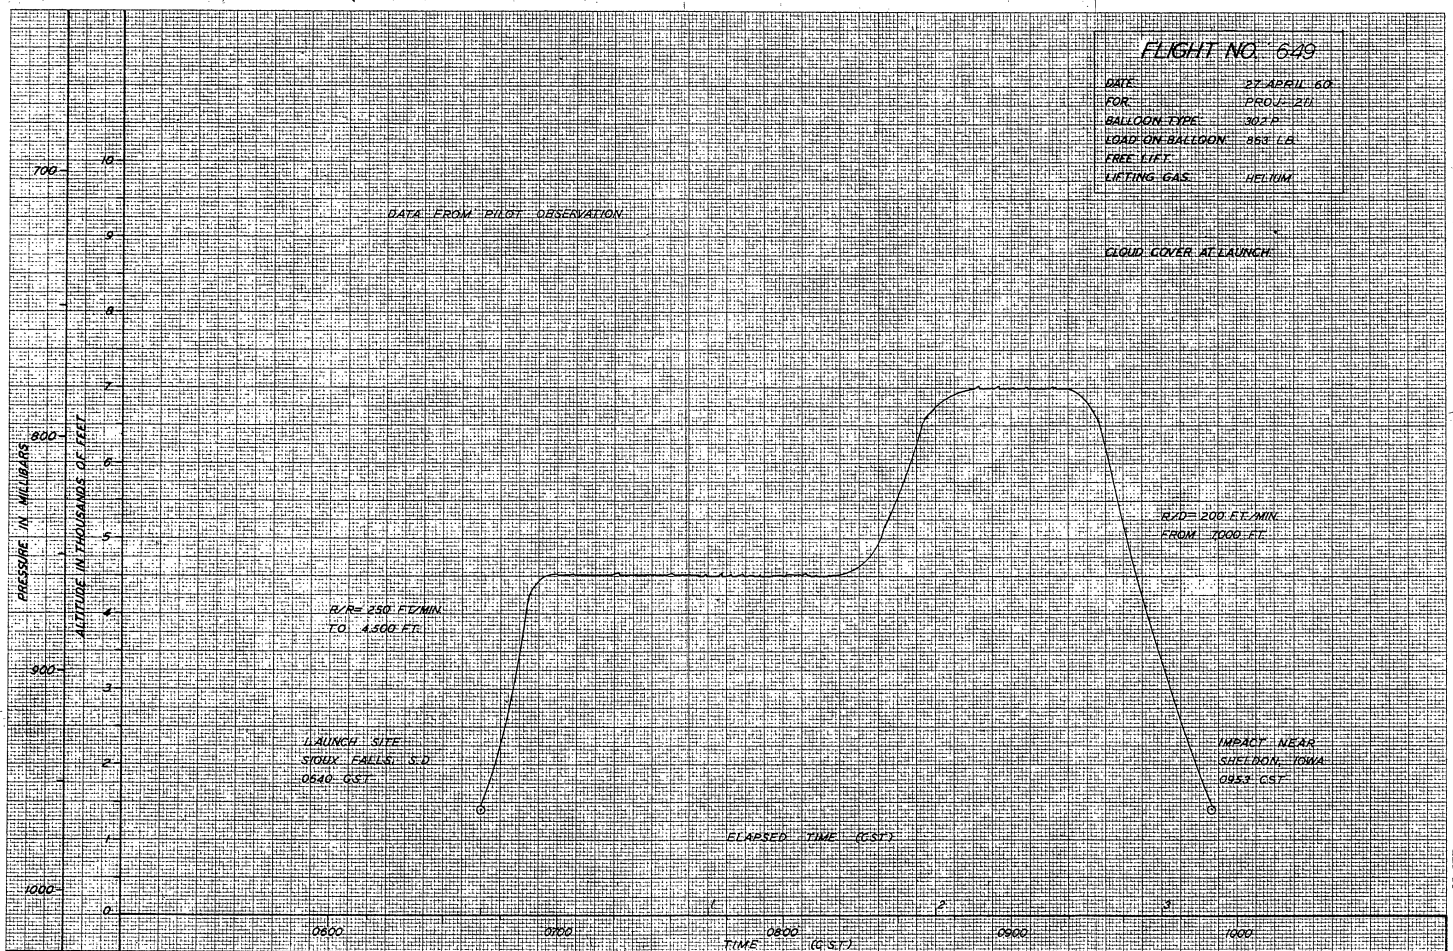 FLIGHT NO. 649
DATE 27 APRIL 60
FOR PROJ- 211
BALLOON TYPE 302 P
LOAD ON BALLOON 863 LB
FREE LIFT
LIFTING GAS HELIUM
CLOUD COVER AT LAUNCH
DATA FROM PILOT OBSERVATION
PRESSURE IN MILLIBARS
700
800
900
1000
ALTITUDE IN THOUSANDS OF FEET
10
9
8
7
6
5
4
3
2
1
0
R/R= 250 FT/MIN.
TO 4,500 FT.
R/D= 200 FT./MIN.
FROM 7,000 FT.
LAUNCH SITE
SIOUX FALLS, S.D.
0640 CST
IMPACT NEAR
SHELDON, IOWA
0953 CST
ELAPSED TIME (CST)
1 2 3
0600 0700 0800 0900 1000
TIME (CST)